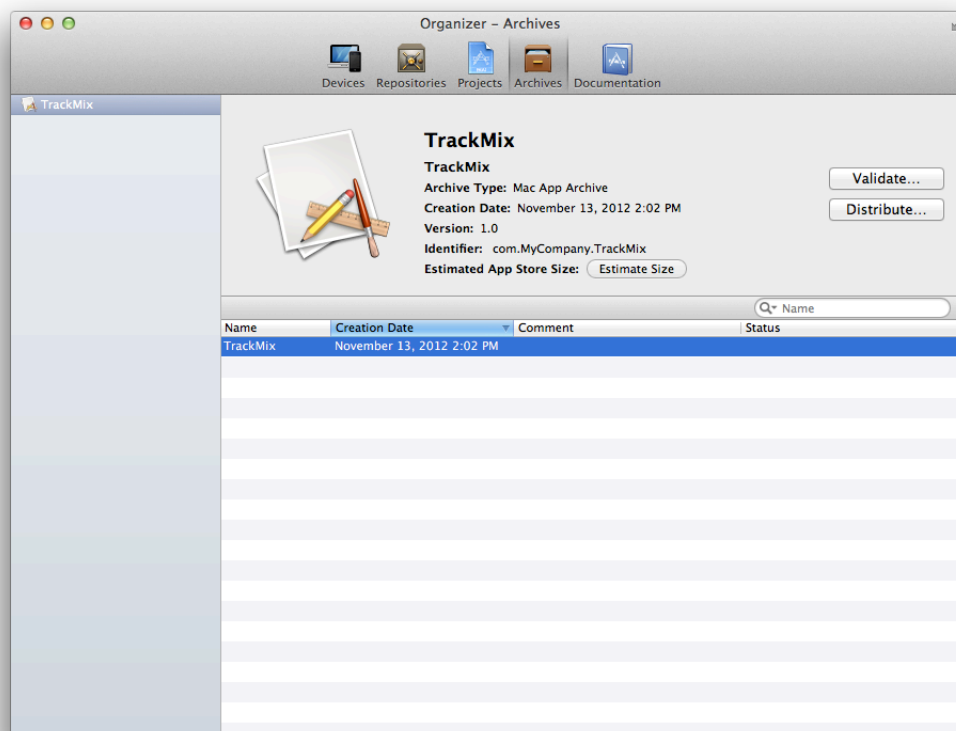 Organizer – Archives
Devices Repositories Projects Archives Documentation
TrackMix
TrackMix
TrackMix
Archive Type: Mac App Archive
Creation Date: November 13, 2012 2:02 PM
Version: 1.0
Identifier: com.MyCompany.TrackMix
Estimated App Store Size: Estimate Size
Validate...
Distribute...
Name
Name Creation Date Comment Status
TrackMix November 13, 2012 2:02 PM